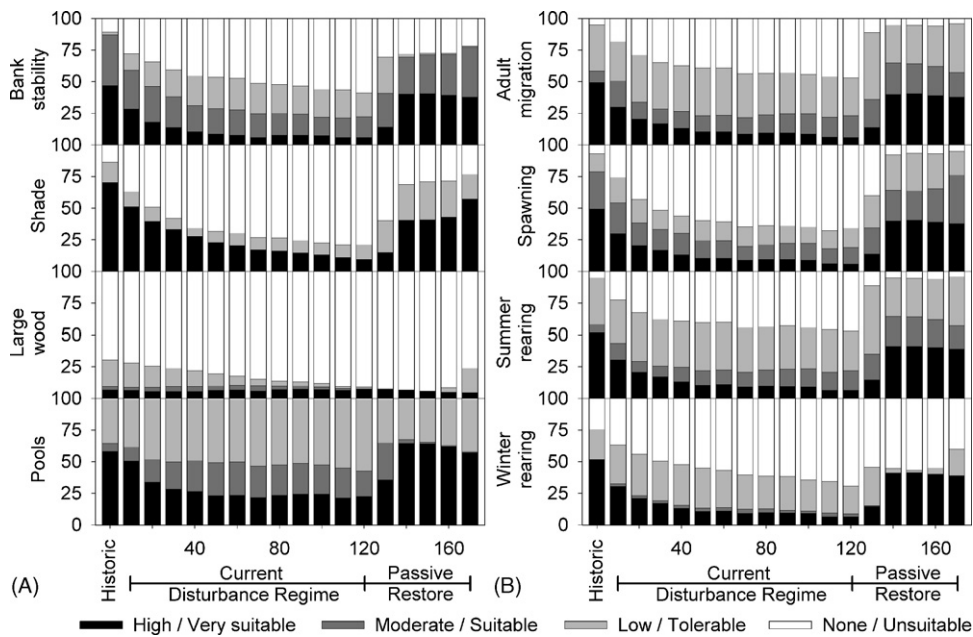 100
75
50
25
100
75
50
25
100
75
50
25
100
75
50
25
0
Bank
stability
Shade
Large
wood
Pools
Historic
40
80
120
160
(A)
Current
Disturbance Regime
Passive
Restore
100
75
50
25
100
75
50
25
100
75
50
25
100
75
50
25
0
Adult
migration
Spawning
Summer
rearing
Winter
rearing
Historic
40
80
120
160
(B)
Current
Disturbance Regime
Passive
Restore
High / Very suitable
Moderate / Suitable
Low / Tolerable
None / Unsuitable